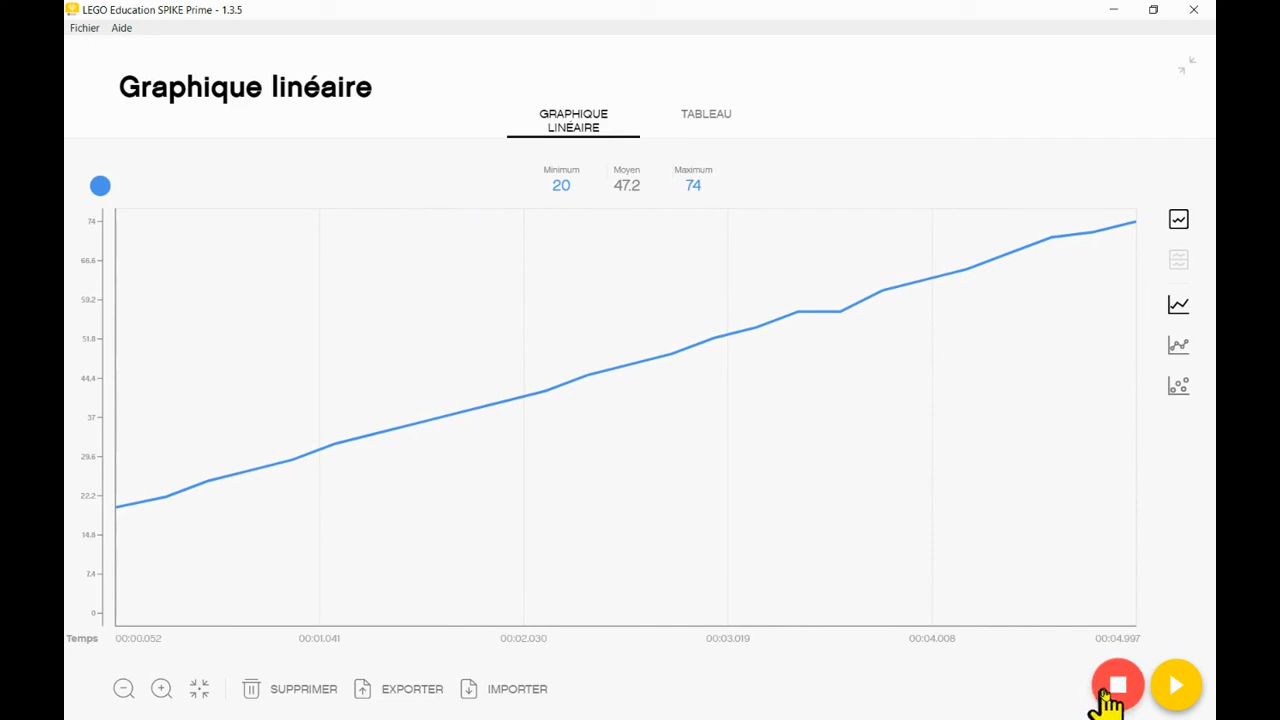 LEGO Education SPIKE Prime - 1.3.5
Fichier Aide
Graphique linéaire
GRAPHIQUE LINÉAIRE
TABLEAU
Minimum Moyen Maximum
20 47.2 74
74
66.6
59.2
51.8
44.4
37
29.6
22.2
14.8
7.4
0
Temps 00:00.052 00:01.041 00:02.030 00:03.019 00:04.008 00:04.997
SUPPRIMER EXPORTER IMPORTER